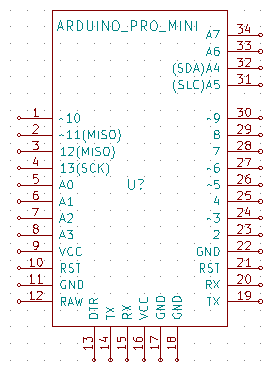 ARDUINO_PRO_MINI
A7 34
A6 33
(SDA)A4 32
(SLC)A5 31
1 ~10 ~9 30
2 ~11(MISO) 8 29
3 12(MISO) 7 28
4 13(SCK) ~6 27
5 A0 U? ~5 26
6 A1 4 25
7 A2 ~3 24
8 A3 2 23
9 VCC GND 22
10 RST RST 21
11 GND RX 20
12 RAW TX 19
DTR TX RX VCC GND GND
13 14 15 16 17 18